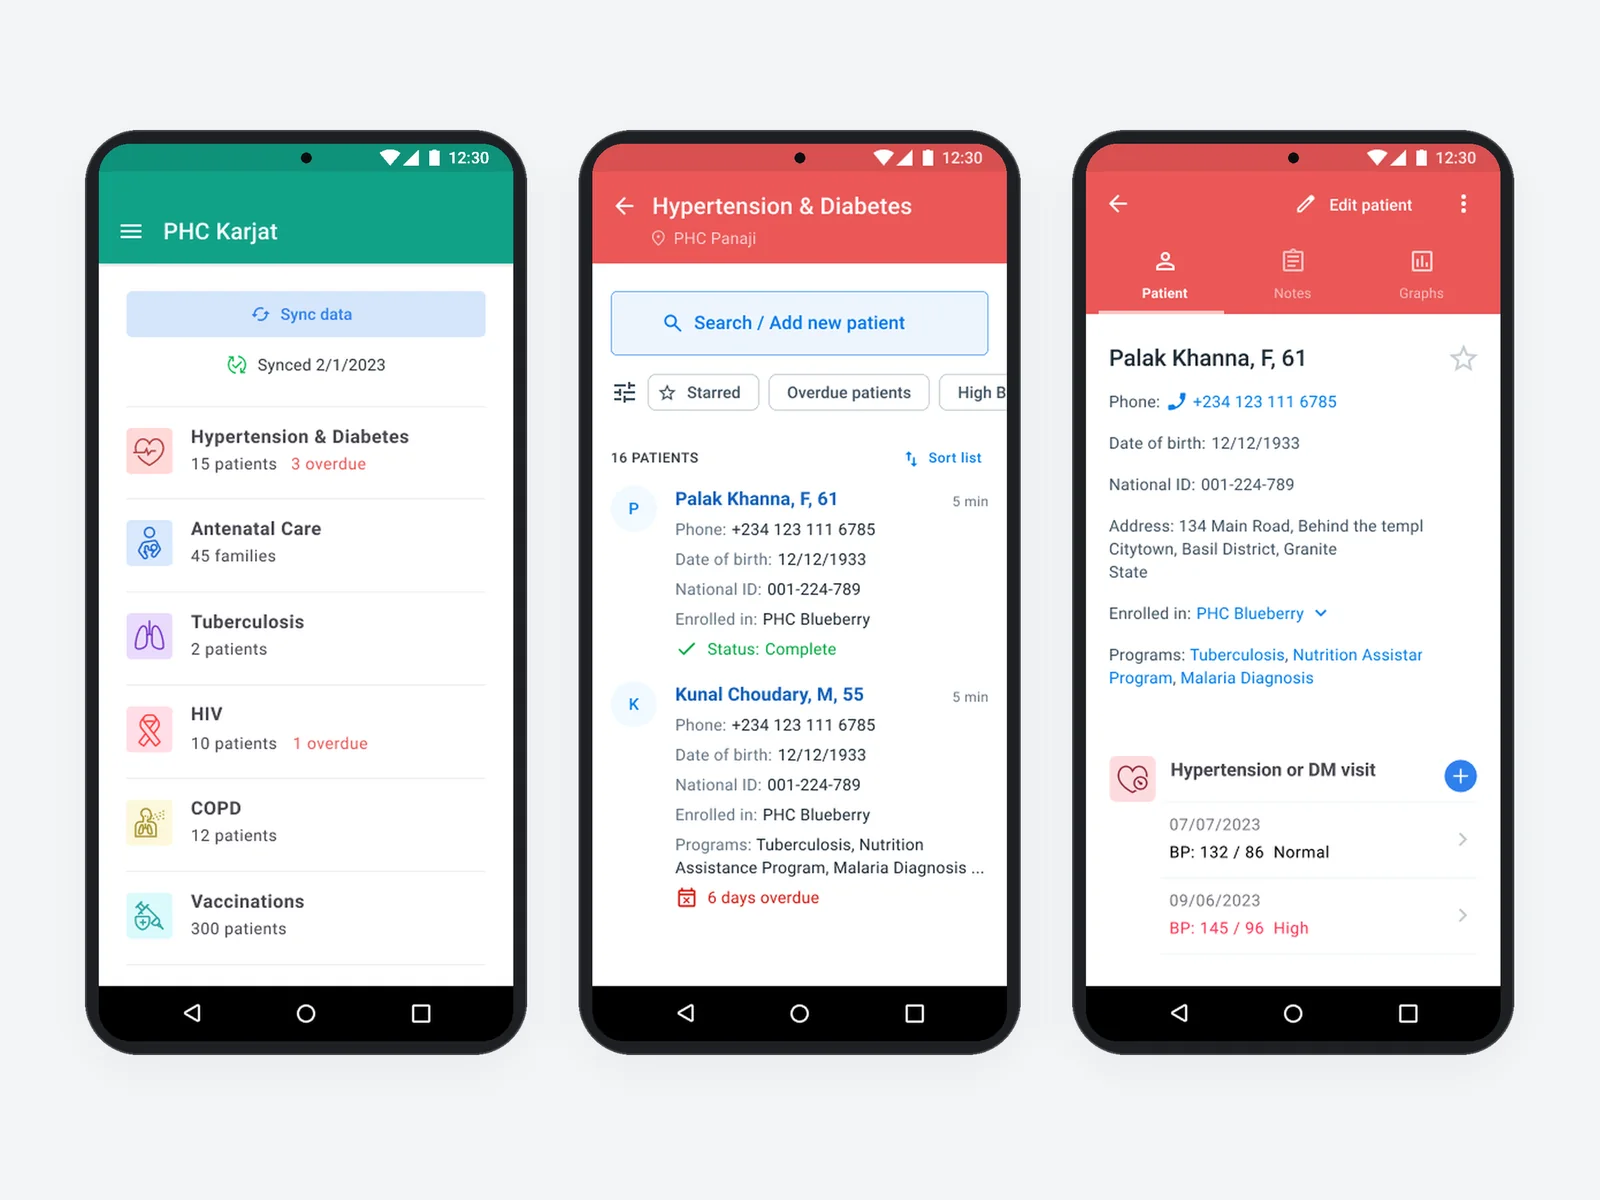 12:30
PHC Karjat
Sync data
Synced 2/1/2023
Hypertension & Diabetes
15 patients 3 overdue
Antenatal Care
45 families
Tuberculosis
2 patients
HIV
10 patients 1 overdue
COPD
12 patients
Vaccinations
300 patients
12:30
Hypertension & Diabetes
PHC Panaji
Search / Add new patient
Starred Overdue patients High B
16 PATIENTS Sort list
P Palak Khanna, F, 61 5 min
Phone: +234 123 111 6785
Date of birth: 12/12/1933
National ID: 001-224-789
Enrolled in: PHC Blueberry
Status: Complete
K Kunal Choudary, M, 55 5 min
Phone: +234 123 111 6785
Date of birth: 12/12/1933
National ID: 001-224-789
Enrolled in: PHC Blueberry
Programs: Tuberculosis, Nutrition
Assistance Program, Malaria Diagnosis ...
6 days overdue
12:30
Edit patient
Patient Notes Graphs
Palak Khanna, F, 61
Phone: +234 123 111 6785
Date of birth: 12/12/1933
National ID: 001-224-789
Address: 134 Main Road, Behind the templ
Citytown, Basil District, Granite
State
Enrolled in: PHC Blueberry
Programs: Tuberculosis, Nutrition Assistar
Program, Malaria Diagnosis
Hypertension or DM visit
07/07/2023
BP: 132 / 86 Normal
09/06/2023
BP: 145 / 96 High